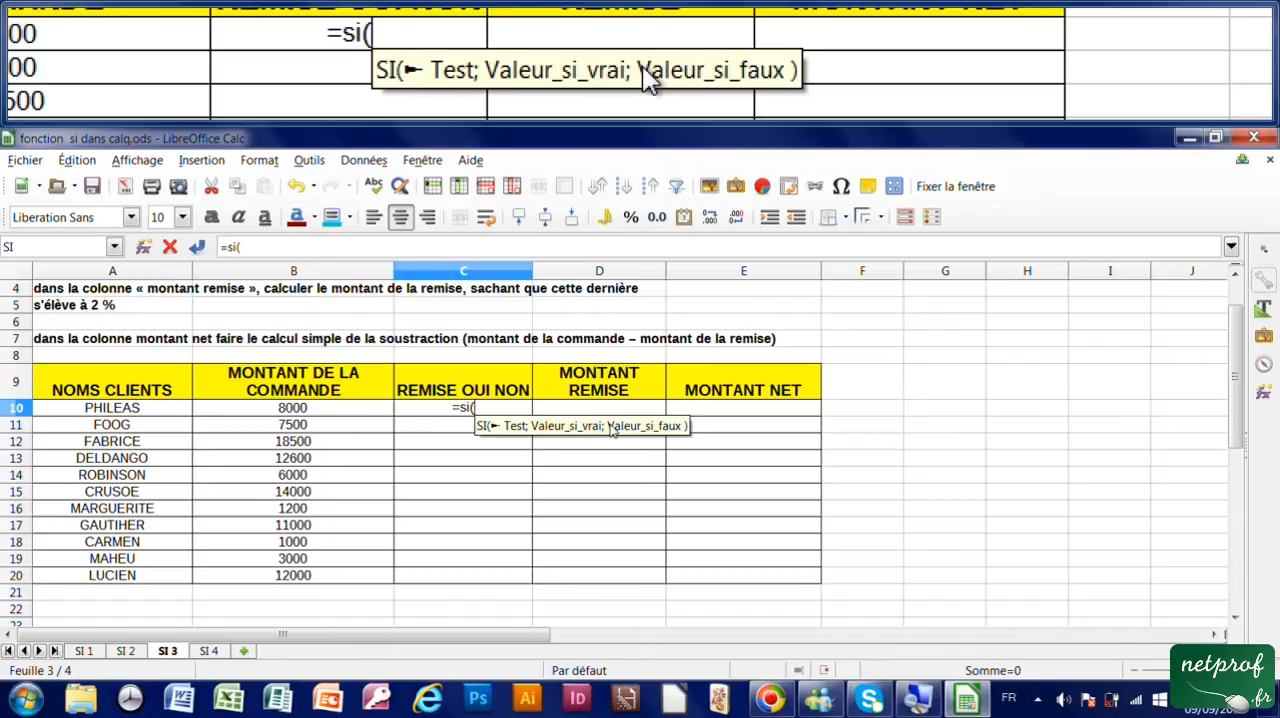 00
=si(
00
SI( Test; Valeur_si_vrai; Valeur_si_faux )
500
fonction si dans calq.ods - LibreOffice Calc
Fichier Édition Affichage Insertion Format Outils Données Fenêtre Aide
Fixer la fenêtre
Liberation Sans 10
SI =si(
A B C D E F G H I J
4 dans la colonne « montant remise », calculer le montant de la remise, sachant que cette dernière
5 s'élève à 2 %
6
7 dans la colonne montant net faire le calcul simple de la soustraction (montant de la commande – montant de la remise)
8
9 NOMS CLIENTS MONTANT DE LA COMMANDE REMISE OUI NON MONTANT REMISE MONTANT NET
10 PHILEAS 8000 =si(
SI( Test; Valeur_si_vrai; Valeur_si_faux )
11 FOOG 7500
12 FABRICE 18500
13 DELDANGO 12600
14 ROBINSON 6000
15 CRUSOE 14000
16 MARGUERITE 1200
17 GAUTIHER 11000
18 CARMEN 1000
19 MAHEU 3000
20 LUCIEN 12000
21
22
SI 1 SI 2 SI 3 SI 4
Feuille 3 / 4 Par défaut Somme=0
netprof
.fr
Ps Ai Id FR